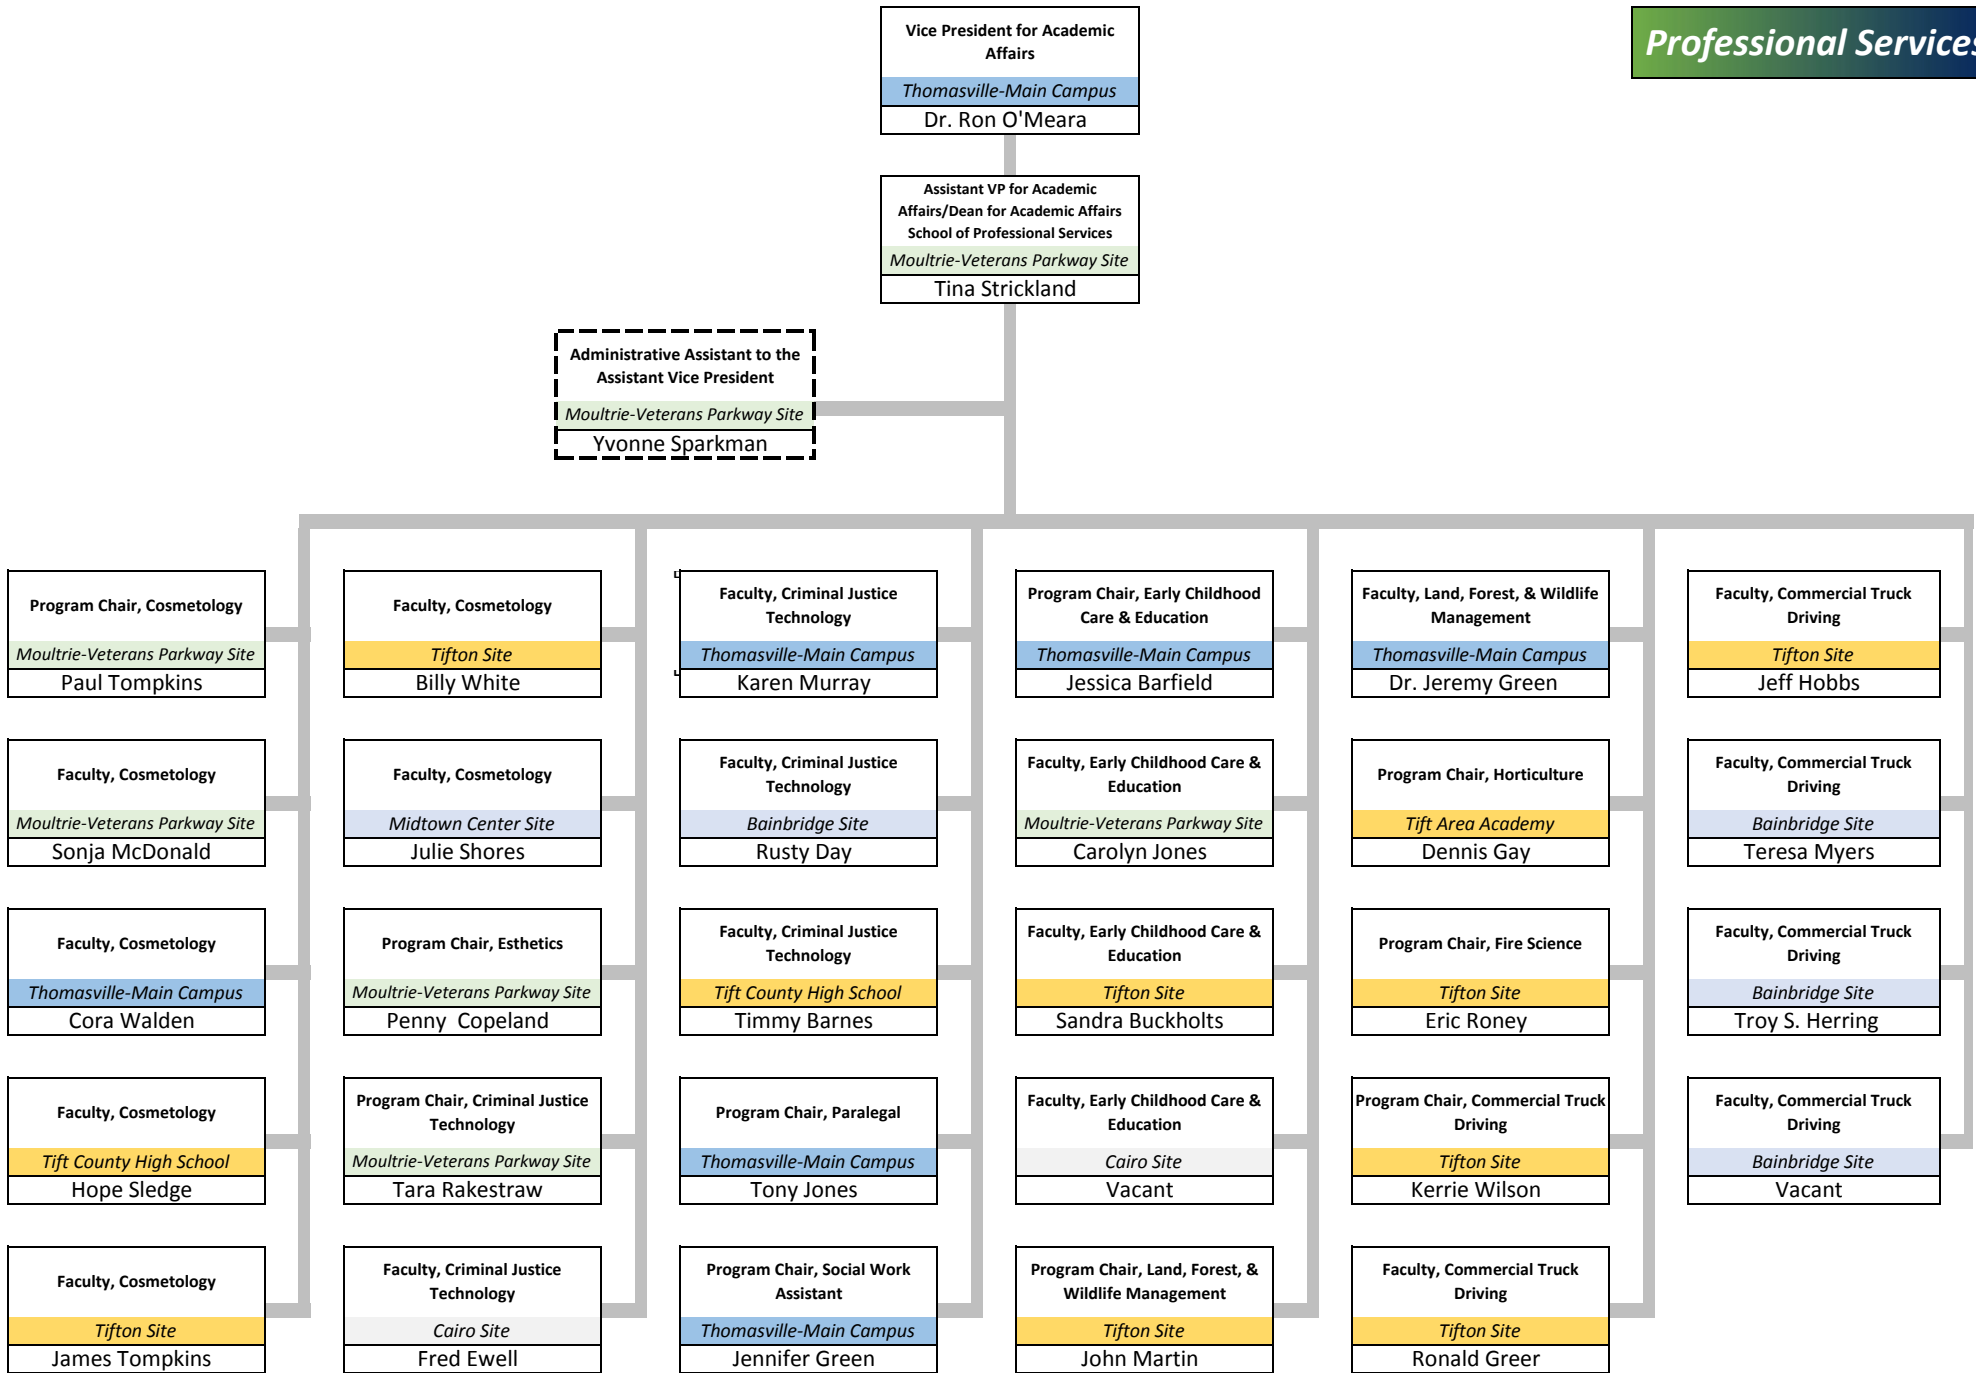 Vice President for Academic
Affairs
Thomasville-Main Campus
Dr. Ron O'Meara
Professional Services
Assistant VP for Academic
Affairs/Dean for Academic Affairs
School of Professional Services
Moultrie-Veterans Parkway Site
Tina Strickland
Administrative Assistant to the
Assistant Vice President
Moultrie-Veterans Parkway Site
Yvonne Sparkman
Program Chair, Cosmetology
Moultrie-Veterans Parkway Site
Paul Tompkins
Faculty, Cosmetology
Tifton Site
Billy White
Faculty, Criminal Justice
Technology
Thomasville-Main Campus
Karen Murray
Program Chair, Early Childhood
Care & Education
Thomasville-Main Campus
Jessica Barfield
Faculty, Land, Forest, & Wildlife
Management
Thomasville-Main Campus
Dr. Jeremy Green
Faculty, Commercial Truck
Driving
Tifton Site
Jeff Hobbs
Faculty, Cosmetology
Moultrie-Veterans Parkway Site
Sonja McDonald
Faculty, Cosmetology
Midtown Center Site
Julie Shores
Faculty, Criminal Justice
Technology
Bainbridge Site
Rusty Day
Faculty, Early Childhood Care &
Education
Moultrie-Veterans Parkway Site
Carolyn Jones
Program Chair, Horticulture
Tift Area Academy
Dennis Gay
Faculty, Commercial Truck
Driving
Bainbridge Site
Teresa Myers
Faculty, Cosmetology
Thomasville-Main Campus
Cora Walden
Program Chair, Esthetics
Moultrie-Veterans Parkway Site
Penny  Copeland
Faculty, Criminal Justice
Technology
Tift County High School
Timmy Barnes
Faculty, Early Childhood Care &
Education
Tifton Site
Sandra Buckholts
Program Chair, Fire Science
Tifton Site
Eric Roney
Faculty, Commercial Truck
Driving
Bainbridge Site
Troy S. Herring
Faculty, Cosmetology
Tift County High School
Hope Sledge
Program Chair, Criminal Justice
Technology
Moultrie-Veterans Parkway Site
Tara Rakestraw
Program Chair, Paralegal
Thomasville-Main Campus
Tony Jones
Faculty, Early Childhood Care &
Education
Cairo Site
Vacant
Program Chair, Commercial Truck
Driving
Tifton Site
Kerrie Wilson
Faculty, Commercial Truck
Driving
Bainbridge Site
Vacant
Faculty, Cosmetology
Tifton Site
James Tompkins
Faculty, Criminal Justice
Technology
Cairo Site
Fred Ewell
Program Chair, Social Work
Assistant
Thomasville-Main Campus
Jennifer Green
Program Chair, Land, Forest, &
Wildlife Management
Tifton Site
John Martin
Faculty, Commercial Truck
Driving
Tifton Site
Ronald Greer